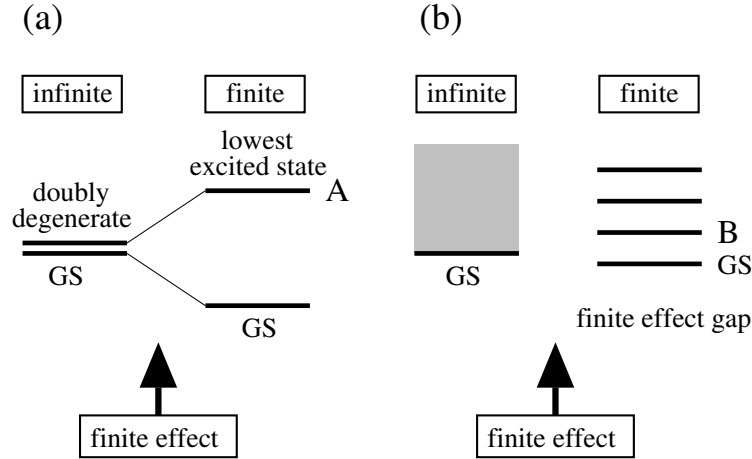 (a)
infinite
finite
lowest
excited state
A
doubly
degenerate
GS
GS
finite effect
(b)
infinite
finite
B
GS
GS
finite effect gap
finite effect